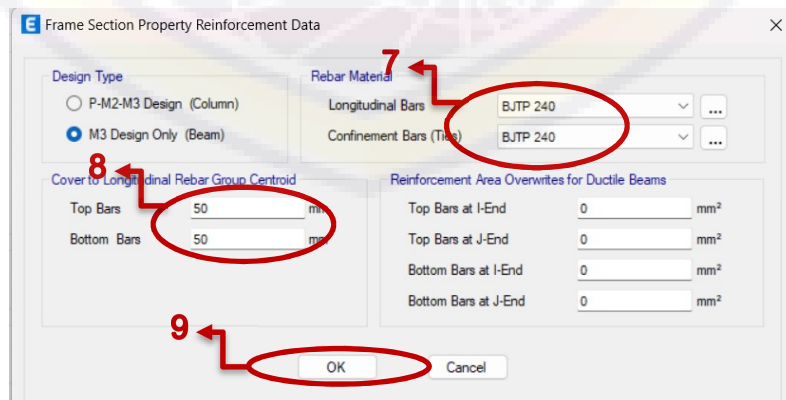 E Frame Section Property Reinforcement Data
7
Design Type
Rebar Material
P-M2-M3 Design (Column)
Longitudinal Bars
BJTP 240
...
M3 Design Only (Beam)
Confinement Bars (Ties)
BJTP 240
...
8
Cover to Longitudinal Rebar Group Centroid
Reinforcement Area Overwrites for Ductile Beams
Top Bars
50
mm
Top Bars at I-End
0
mm²
Bottom Bars
50
mm
Top Bars at J-End
0
mm²
Bottom Bars at I-End
0
mm²
Bottom Bars at J-End
0
mm²
9
OK
Cancel